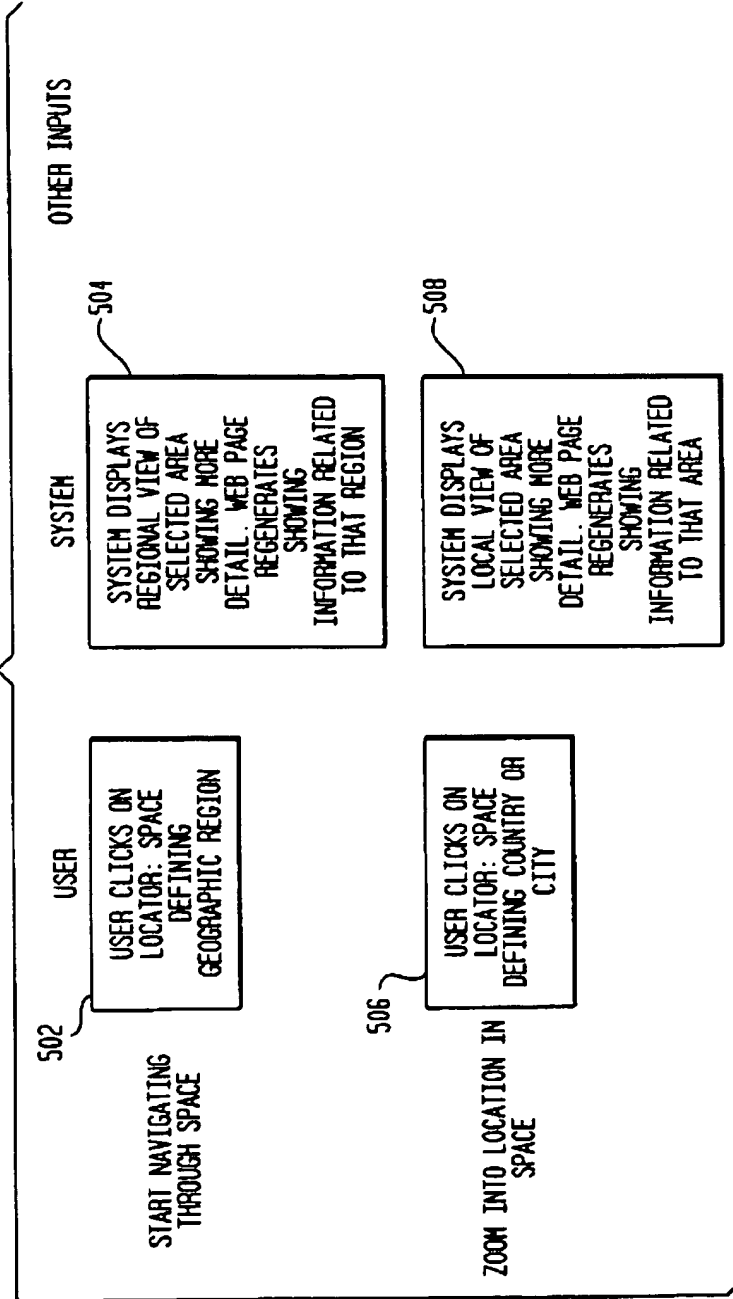 USER
SYSTEM
OTHER INPUTS
START NAVIGATING
THROUGH SPACE
502
USER CLICKS ON
LOCATOR: SPACE
DEFINING
GEOGRAPHIC REGION
504
SYSTEM DISPLAYS
REGIONAL VIEW OF
SELECTED AREA
SHOWING MORE
DETAIL. WEB PAGE
REGENERATES
SHOWING
INFORMATION RELATED
TO THAT REGION
ZOOM INTO LOCATION IN
SPACE
506
USER CLICKS ON
LOCATOR: SPACE
DEFINING COUNTRY OR
CITY
508
SYSTEM DISPLAYS
LOCAL VIEW OF
SELECTED AREA
SHOWING MORE
DETAIL. WEB PAGE
REGENERATES
SHOWING
INFORMATION RELATED
TO THAT AREA